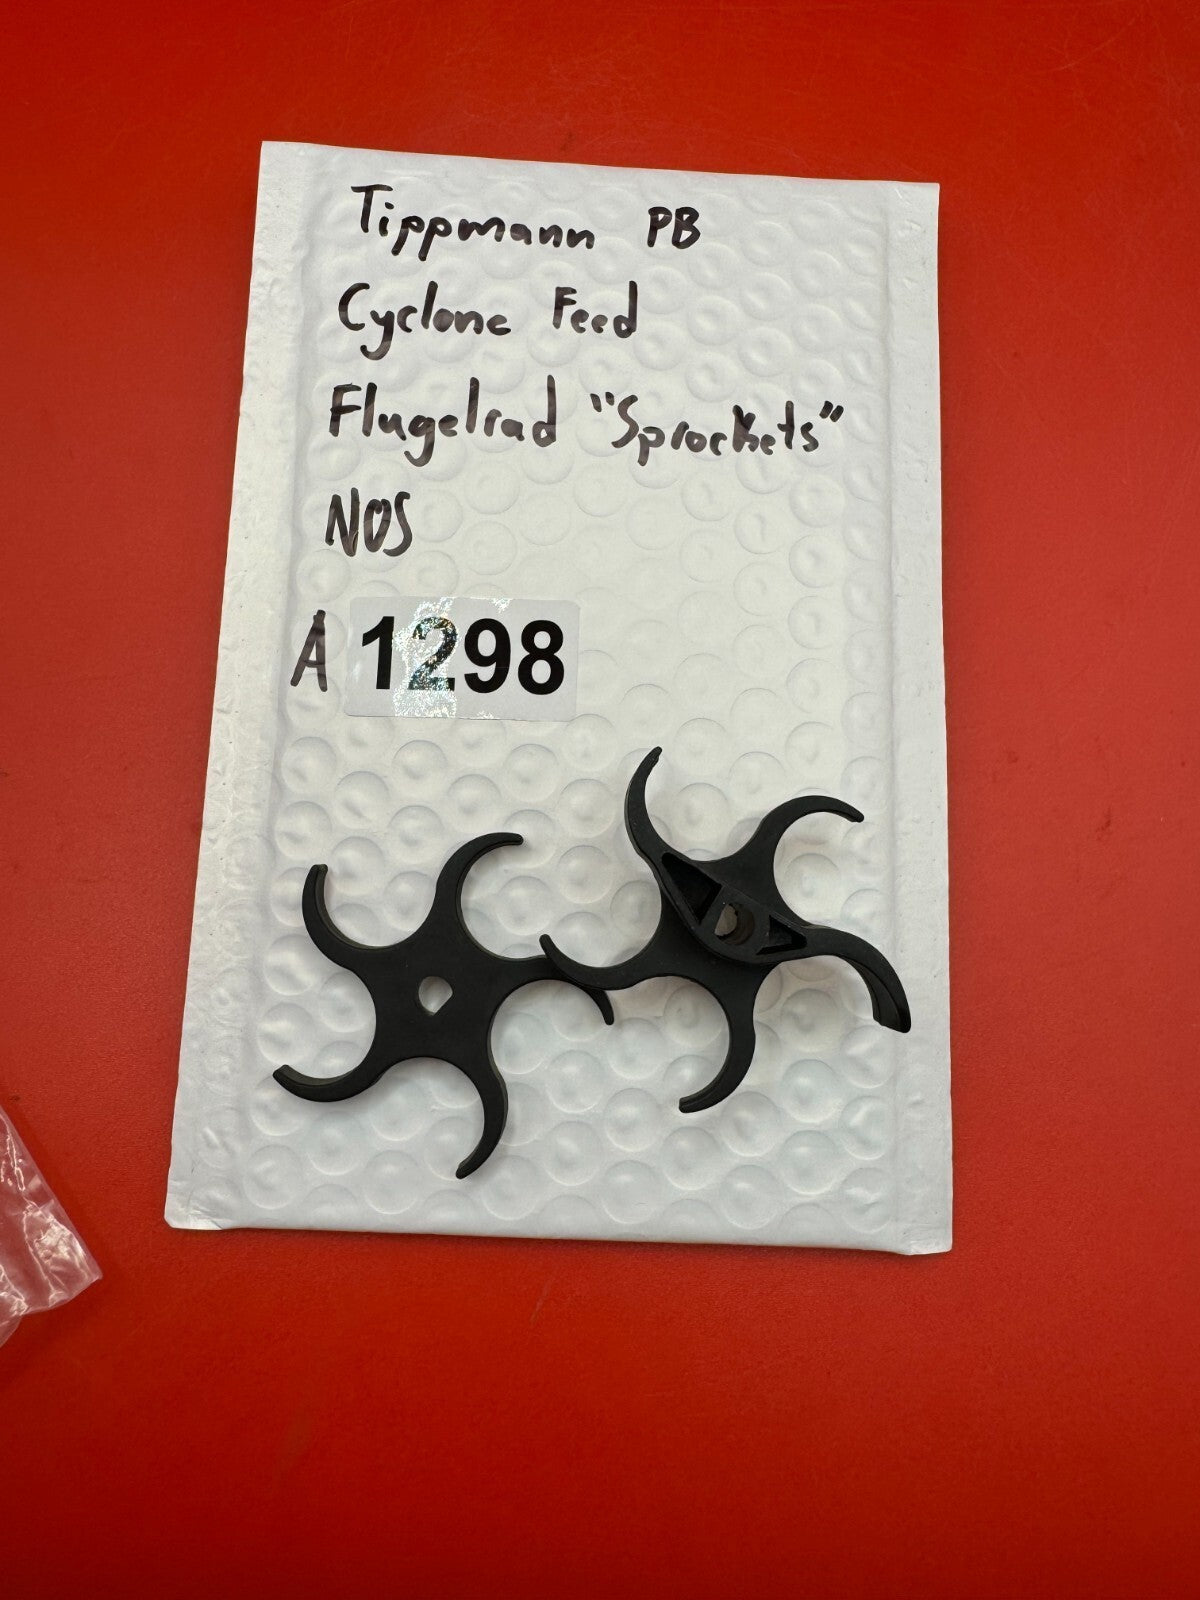 Tippmann PB
Cyclone Feed
Flugelrad "Sprockets"
NOS
A 1298